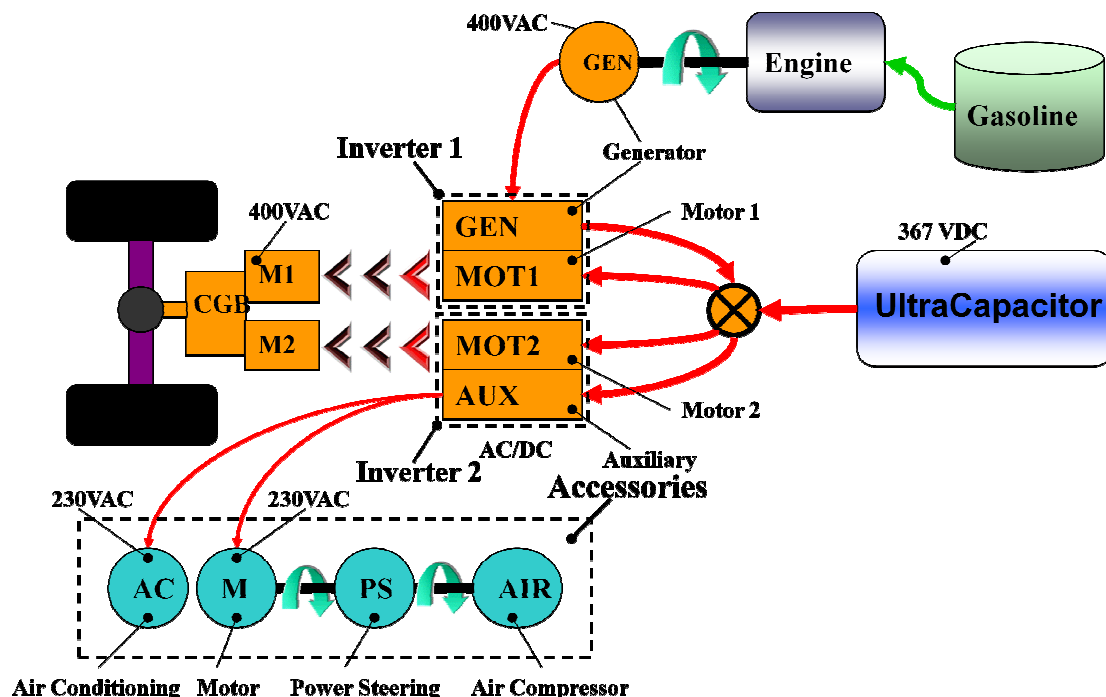 400VAC
GEN
Engine
Gasoline
Inverter 1
Generator
400VAC
GEN
Motor 1
367 VDC
M1
MOT1
CGB
UltraCapacitor
M2
MOT2
AUX
Motor 2
Inverter 2
AC/DC
Auxiliary
Accessories
230VAC
230VAC
AC
M
PS
AIR
Air Conditioning
Motor
Power Steering
Air Compressor